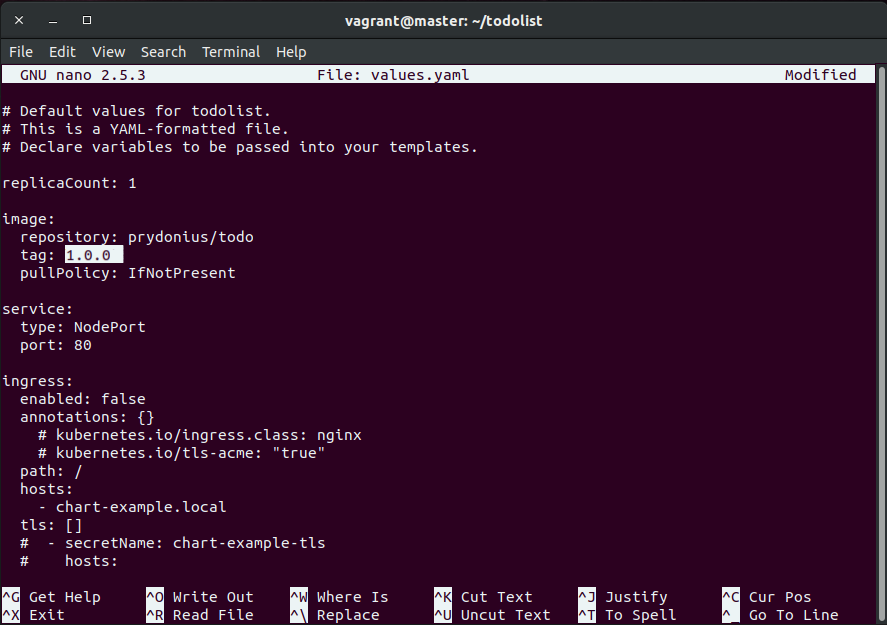 vagrant@master: ~/todolist
File Edit View Search Terminal Help
GNU nano 2.5.3 File: values.yaml Modified
# Default values for todolist.
# This is a YAML-formatted file.
# Declare variables to be passed into your templates.
replicaCount: 1
image:
  repository: prydonius/todo
  tag: 1.0.0
  pullPolicy: IfNotPresent
service:
  type: NodePort
  port: 80
ingress:
  enabled: false
  annotations: {}
    # kubernetes.io/ingress.class: nginx
    # kubernetes.io/tls-acme: "true"
  path: /
  hosts:
    - chart-example.local
  tls: []
  #  - secretName: chart-example-tls
  #    hosts:
^G Get Help ^O Write Out ^W Where Is ^K Cut Text ^J Justify ^C Cur Pos
^X Exit ^R Read File ^\ Replace ^U Uncut Text ^T To Spell ^_ Go To Line